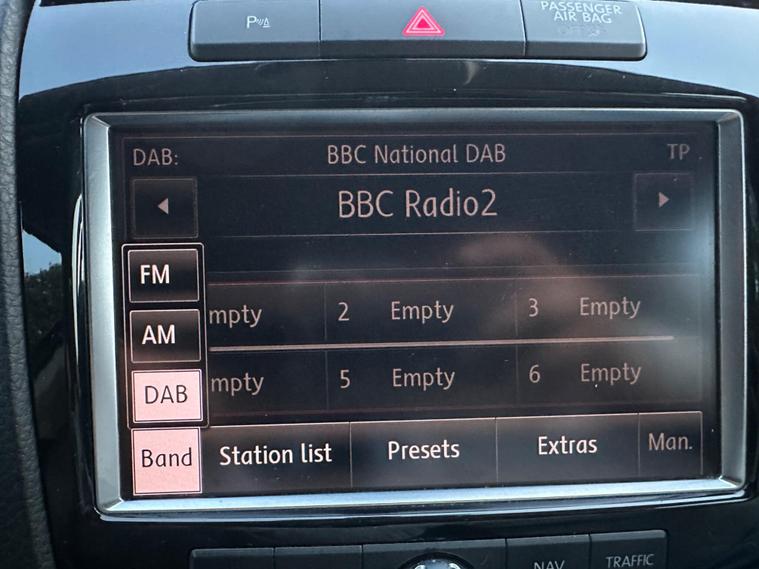 P
PASSENGER
AIR BAG
DAB: BBC National DAB TP
BBC Radio2
FM
mpty 2 Empty 3 Empty
AM
mpty 5 Empty 6 Empty
DAB
Band Station list Presets Extras Man.
NAV TRAFFIC